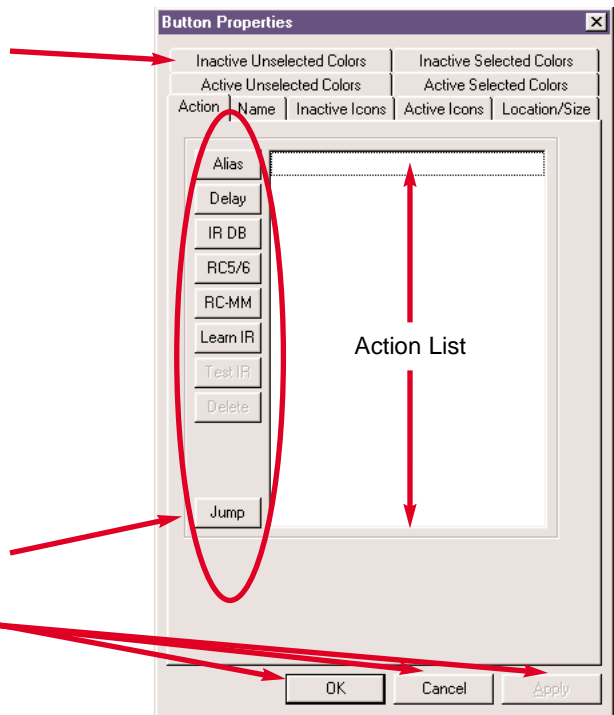 Button Properties
Inactive Unselected Colors Inactive Selected Colors
Active Unselected Colors Active Selected Colors
Action Name Inactive Icons Active Icons Location/Size
Alias
Delay
IR DB
RC5/6
RC-MM
Learn IR
Action List
Test IR
Delete
Jump
OK Cancel Apply